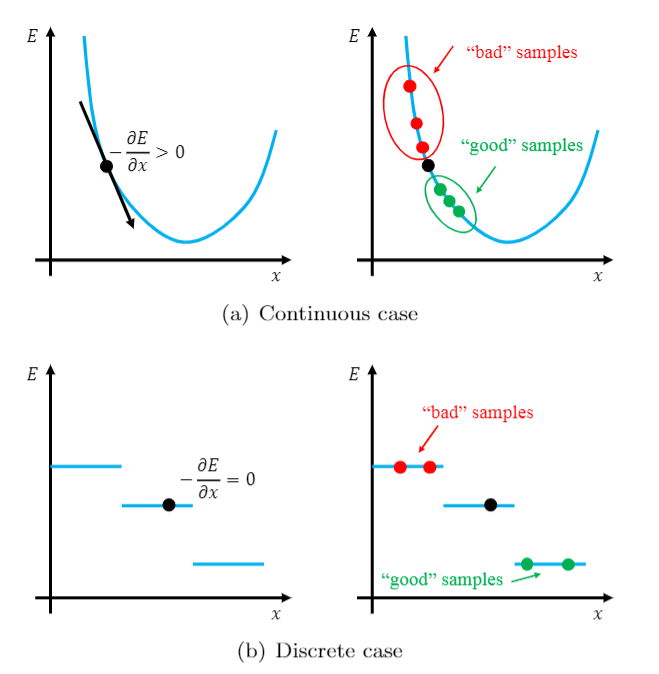 E
E
“bad” samples
−∂E/∂x > 0
“good” samples
x
x
(a) Continuous case
E
E
“bad” samples
−∂E/∂x = 0
“good” samples
x
x
(b) Discrete case